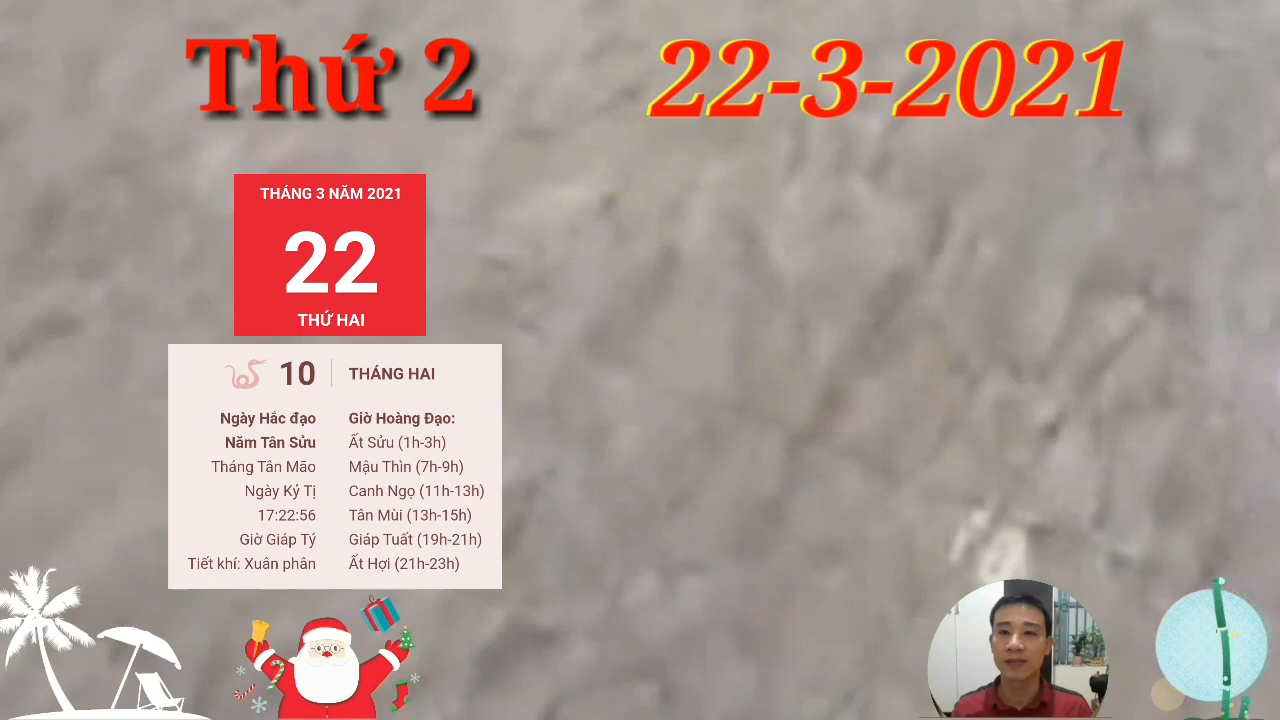 Thứ 2
22-3-2021
THÁNG 3 NĂM 2021
22
THỨ HAI
10
THÁNG HAI
Ngày Hắc đạo
Năm Tân Sửu
Tháng Tân Mão
Ngày Kỷ Tị
17:22:56
Giờ Giáp Tý
Tiết khí: Xuân phân
Giờ Hoàng Đạo:
Ất Sửu (1h-3h)
Mậu Thìn (7h-9h)
Canh Ngọ (11h-13h)
Tân Mùi (13h-15h)
Giáp Tuất (19h-21h)
Ất Hợi (21h-23h)